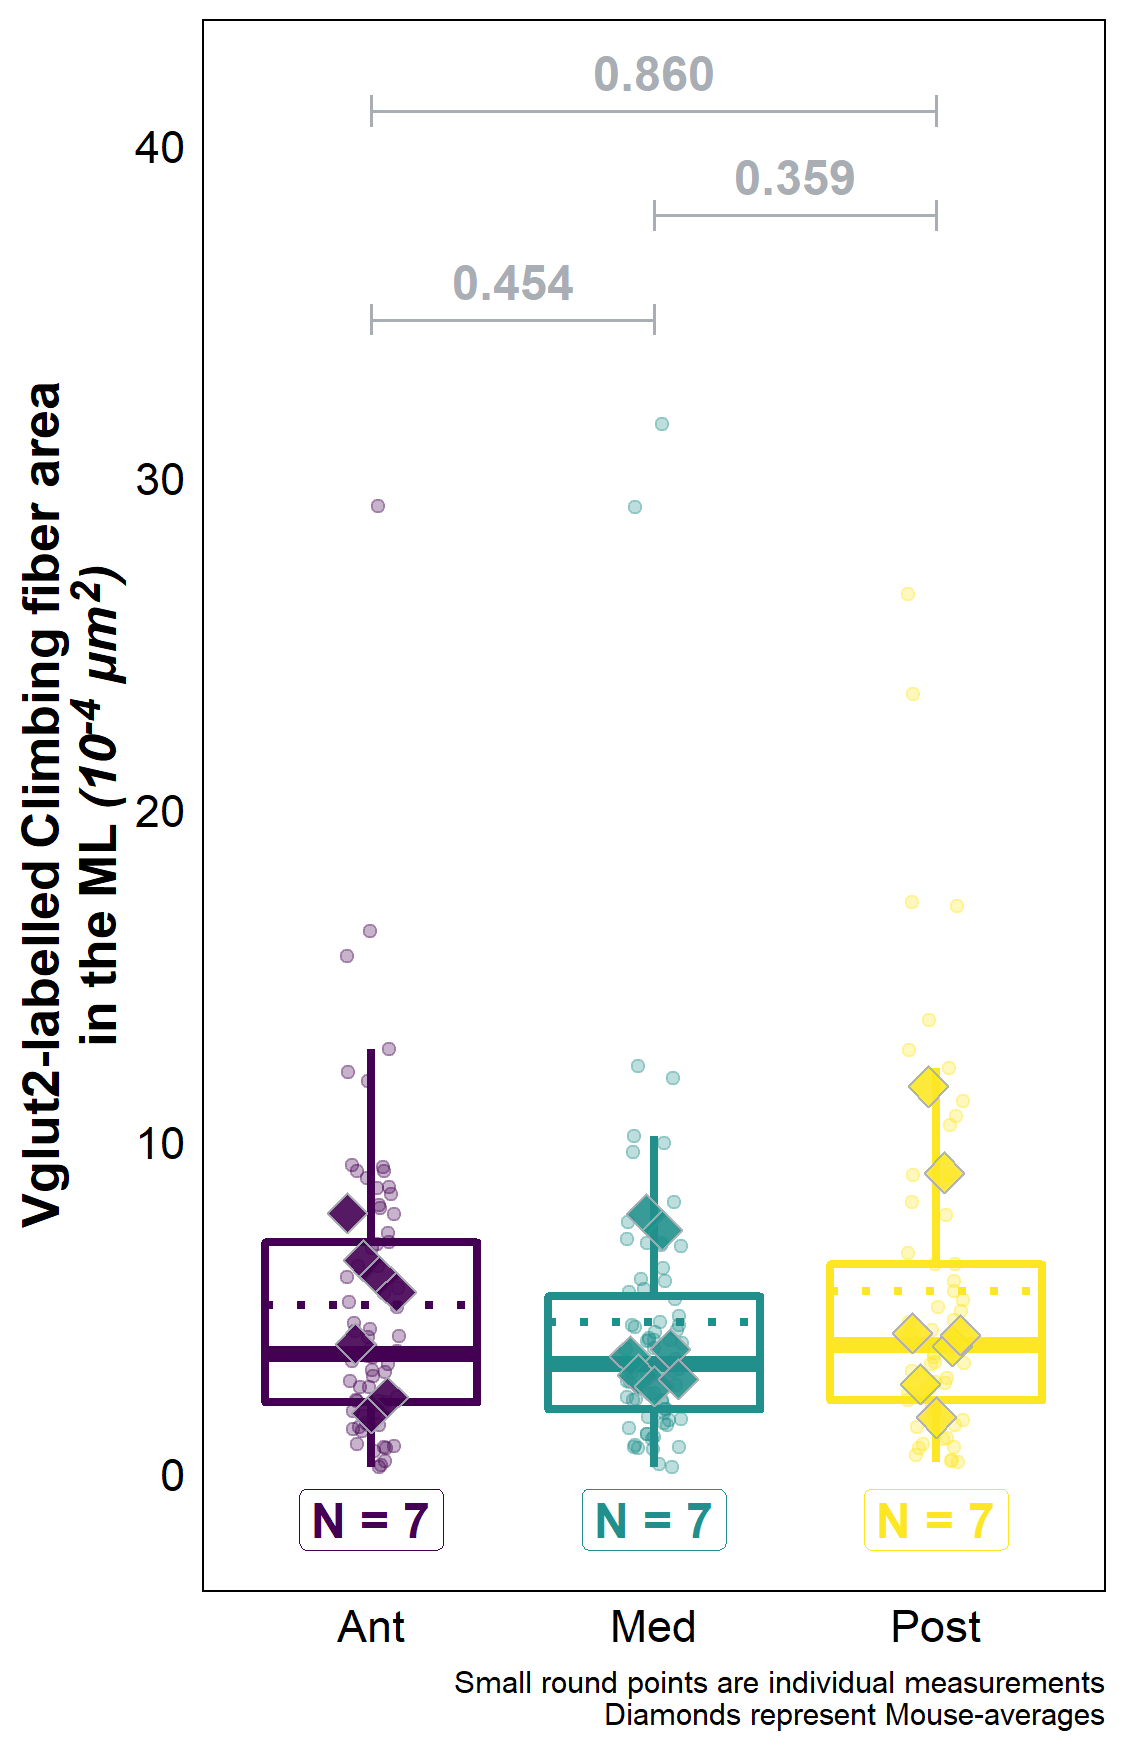 0.860
40
0.359
0.454
30
20
10
0
Vglut2-labelled Climbing fiber area
in the ML (10⁻⁴ µm²)
N = 7
N = 7
N = 7
Ant
Med
Post
Small round points are individual measurements
Diamonds represent Mouse-averages